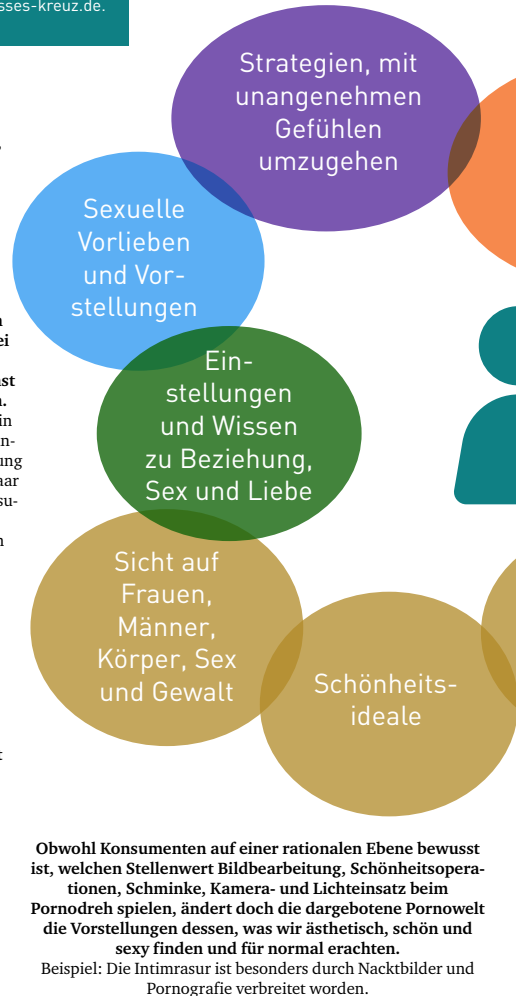 sses-kreuz.de.
Strategien, mit
unangenehmen
Gefühlen
umzugehen
Sexuelle
Vorlieben
und Vor-
stellungen
Ein-
stellungen
und Wissen
zu Beziehung,
Sex und Liebe
Sicht auf
Frauen,
Männer,
Körper, Sex
und Gewalt
Schönheits-
ideale
Obwohl Konsumenten auf einer rationalen Ebene bewusst
ist, welchen Stellenwert Bildbearbeitung, Schönheitsopera-
tionen, Schminke, Kamera- und Lichteinsatz beim
Pornodreh spielen, ändert doch die dargebotene Pornowelt
die Vorstellungen dessen, was wir ästhetisch, schön und
sexy finden und für normal erachten.
Beispiel: Die Intimrasur ist besonders durch Nacktbilder und
Pornografie verbreitet worden.